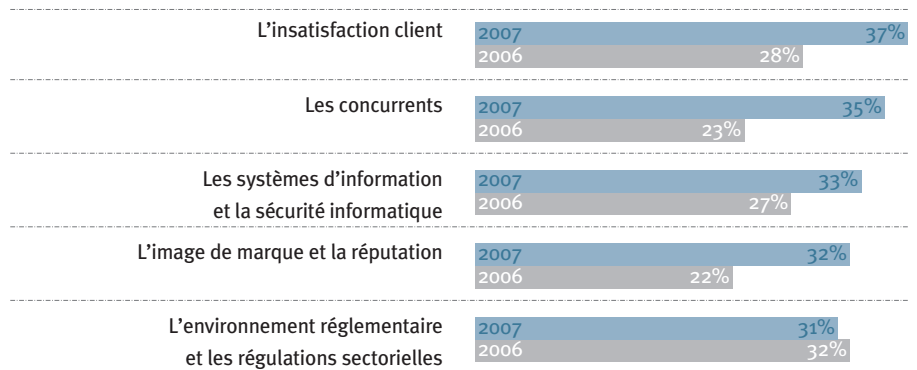 L’insatisfaction client
2007 37%
2006 28%
Les concurrents
2007 35%
2006 23%
Les systèmes d’information
et la sécurité informatique
2007 33%
2006 27%
L’image de marque et la réputation
2007 32%
2006 22%
L’environnement réglementaire
et les régulations sectorielles
2007 31%
2006 32%